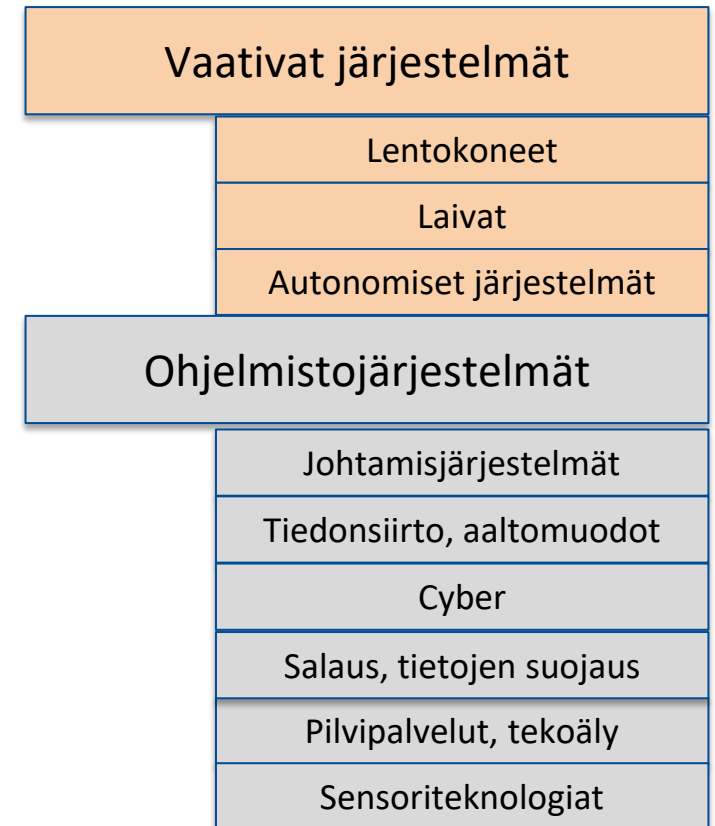 Vaativat järjestelmät
Lentokoneet
Laivat
Autonomiset järjestelmät
Ohjelmistojärjestelmät
Johtamisjärjestelmät
Tiedonsiirto, aaltomuodot
Cyber
Salaus, tietojen suojaus
Pilvipalvelut, tekoäly
Sensoriteknologiat